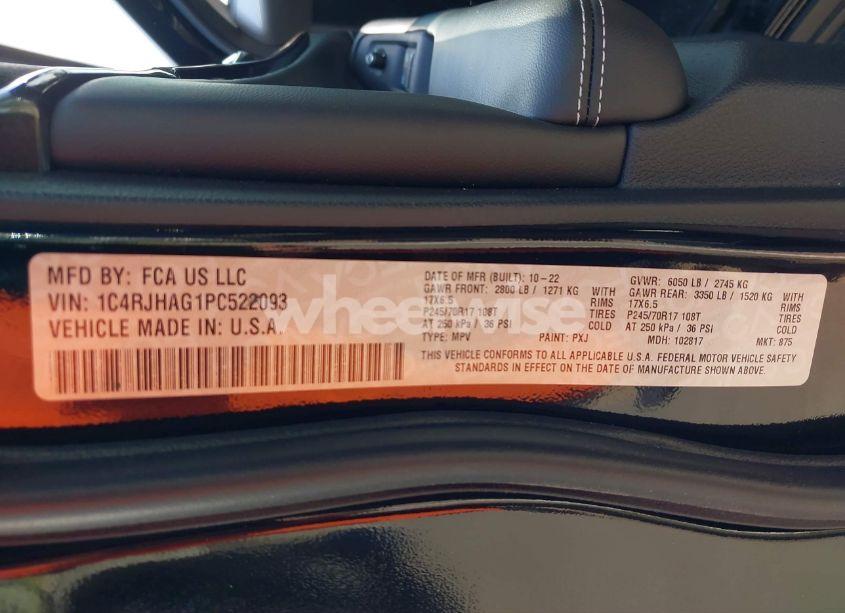 MFD BY: FCA US LLC
VIN: 1C4RJHAG1PC522093
VEHICLE MADE IN: U.S.A.
DATE OF MFR (BUILT): 10-22
GAWR FRONT: 2800 LB / 1271 KG WITH
17X6.5 RIMS
P245/70R17 108T TIRES
AT 250 kPa / 36 PSI COLD
TYPE: MPV PAINT: PXJ
GVWR: 6050 LB / 2745 KG
GAWR REAR: 3350 LB / 1520 KG WITH
17X6.5 RIMS
P245/70R17 108T TIRES
AT 250 kPa / 36 PSI COLD
MDH: 102817 MKT: 875
THIS VEHICLE CONFORMS TO ALL APPLICABLE U.S.A. FEDERAL MOTOR VEHICLE SAFETY
STANDARDS IN EFFECT ON THE DATE OF MANUFACTURE SHOWN ABOVE.
wheelwise